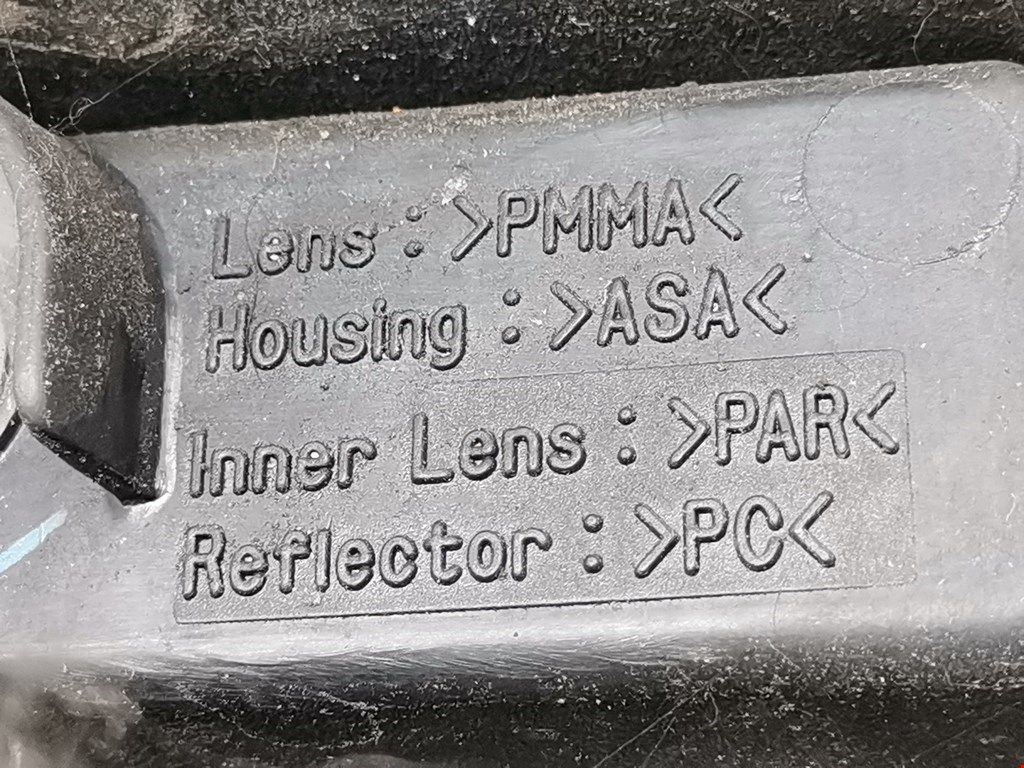 Lens : >PMMA<
Housing : >ASA<
Inner Lens : >PAR<
Reflector : >PC<